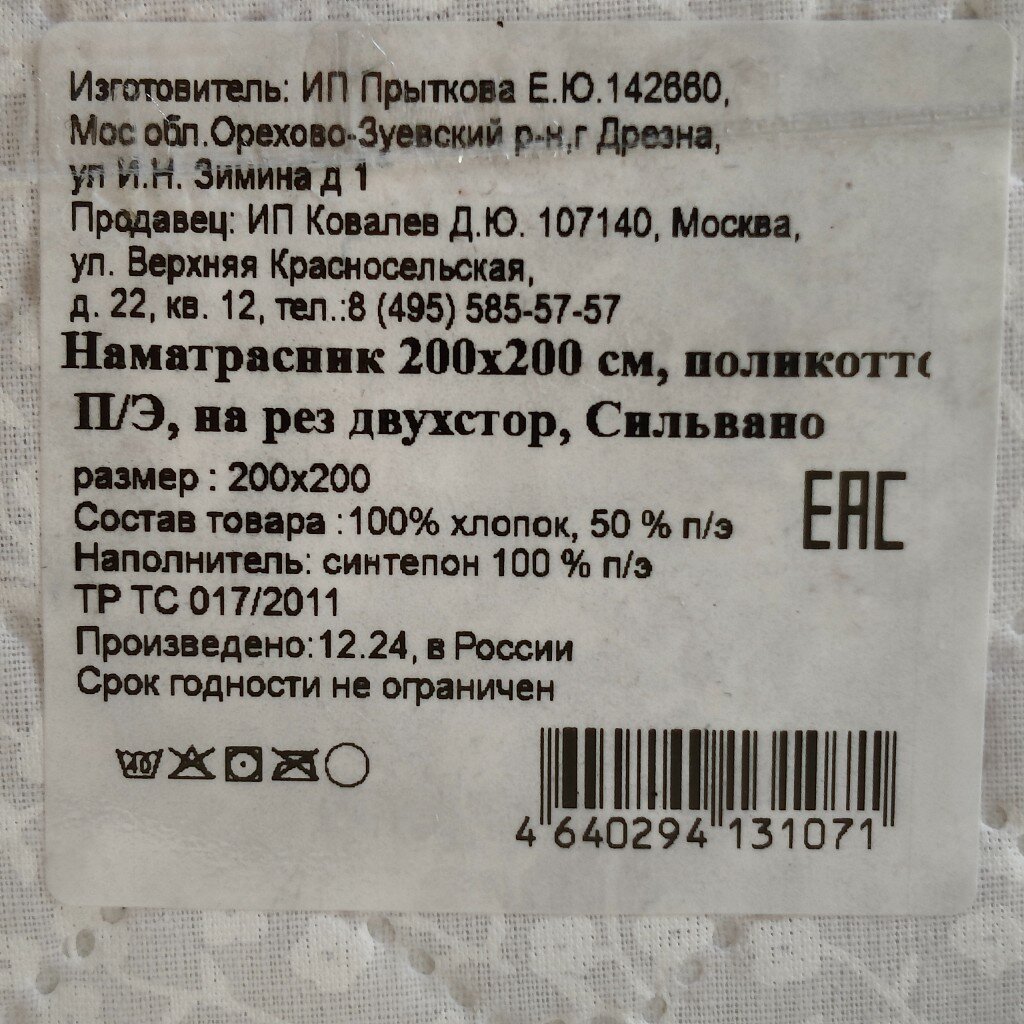 Изготовитель: ИП Прыткова Е.Ю.142660,
Мос обл.Орехово-Зуевский р-н,г Дрезна,
ул И.Н. Зимина д 1
Продавец: ИП Ковалев Д.Ю. 107140, Москва,
ул. Верхняя Красносельская,
д. 22, кв. 12, тел.:8 (495) 585-57-57
Наматрасник 200х200 см, поликотто
П/Э, на рез двухстор, Сильвано
размер : 200х200
Состав товара :100% хлопок, 50 % п/э
EAC
Наполнитель: синтепон 100 % п/э
ТР ТС 017/2011
Произведено:12.24, в России
Срок годности не ограничен
40
4 640294 131071